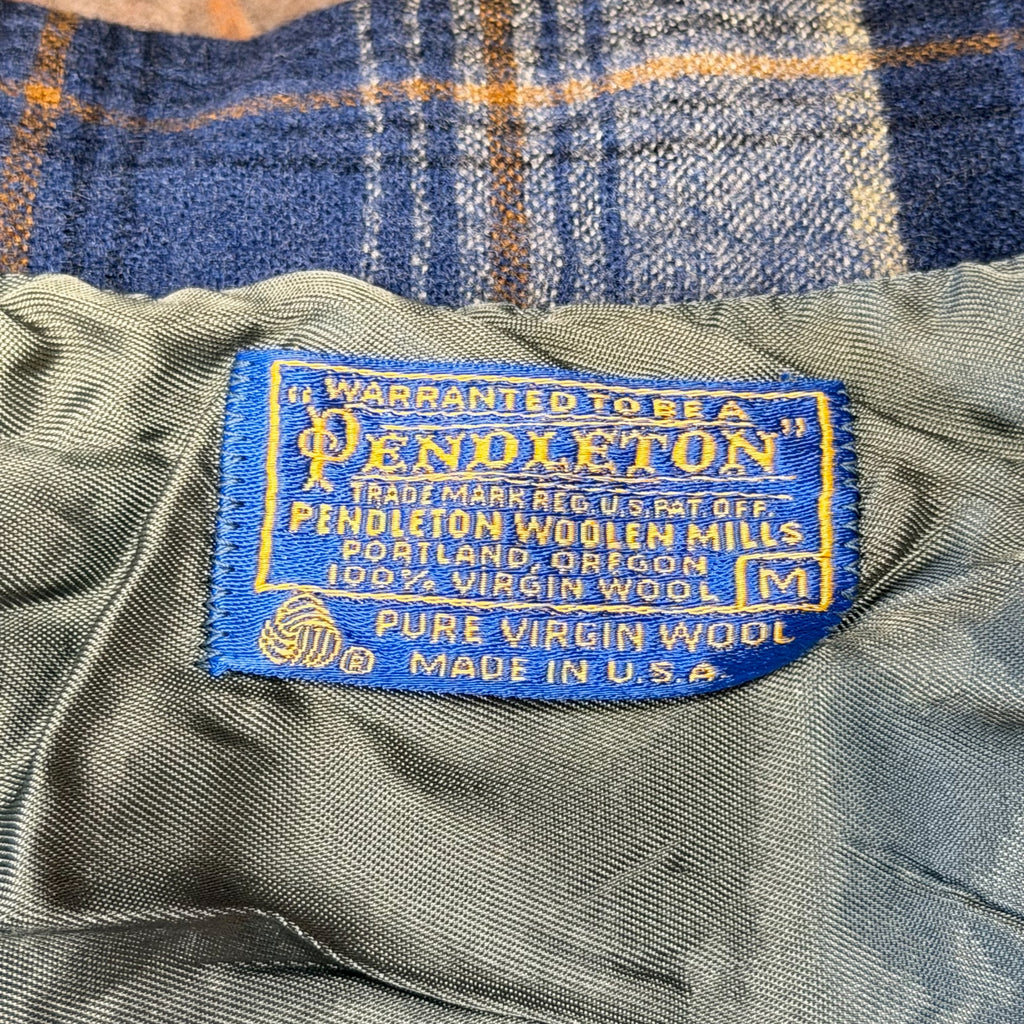 "WARRANTED TO BE A
PENDLETON"
TRADE MARK REG. U.S. PAT. OFF.
PENDLETON WOOLEN MILLS
PORTLAND, OREGON
100% VIRGIN WOOL M
PURE VIRGIN WOOL
® MADE IN U.S.A.